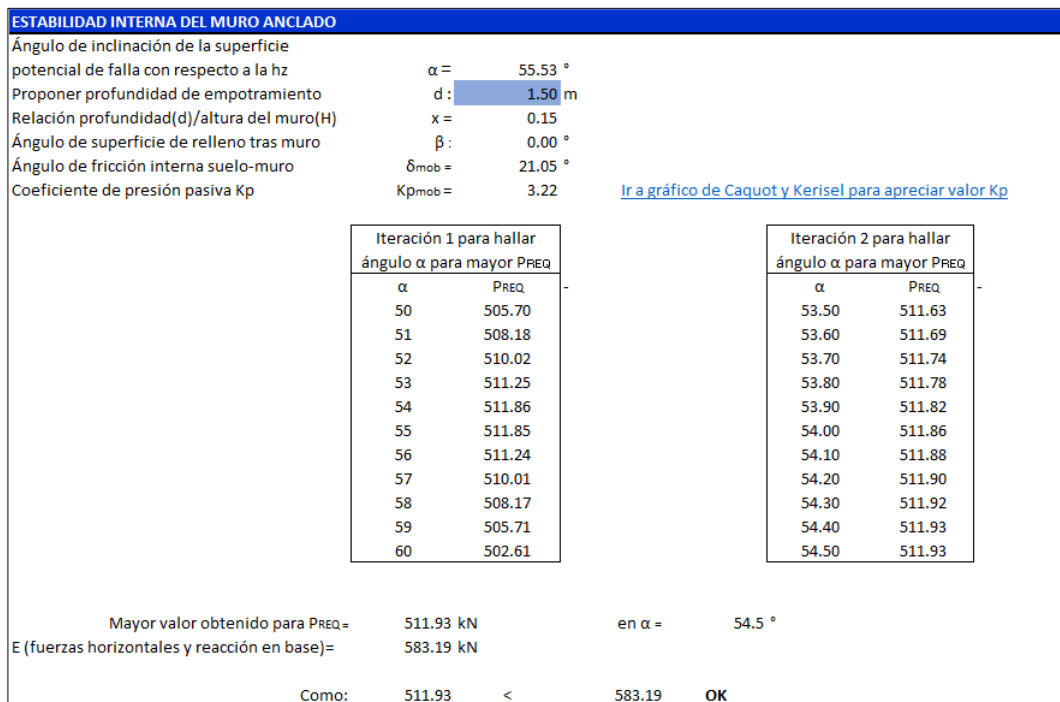 ESTABILIDAD INTERNA DEL MURO ANCLADO
Ángulo de inclinación de la superficie
potencial de falla con respecto a la hz α = 55.53 °
Proponer profundidad de empotramiento d : 1.50 m
Relación profundidad(d)/altura del muro(H) x = 0.15
Ángulo de superficie de relleno tras muro β : 0.00 °
Ángulo de fricción interna suelo-muro δmob = 21.05 °
Coeficiente de presión pasiva Kp Kpmob = 3.22 Ir a gráfico de Caquot y Kerisel para apreciar valor Kp
Iteración 1 para hallar
ángulo α para mayor PREQ
α PREQ -
50 505.70
51 508.18
52 510.02
53 511.25
54 511.86
55 511.85
56 511.24
57 510.01
58 508.17
59 505.71
60 502.61
Iteración 2 para hallar
ángulo α para mayor PREQ
α PREQ -
53.50 511.63
53.60 511.69
53.70 511.74
53.80 511.78
53.90 511.82
54.00 511.86
54.10 511.88
54.20 511.90
54.30 511.92
54.40 511.93
54.50 511.93
Mayor valor obtenido para PREQ = 511.93 kN en α = 54.5 °
E (fuerzas horizontales y reacción en base)= 583.19 kN
Como: 511.93 < 583.19 OK